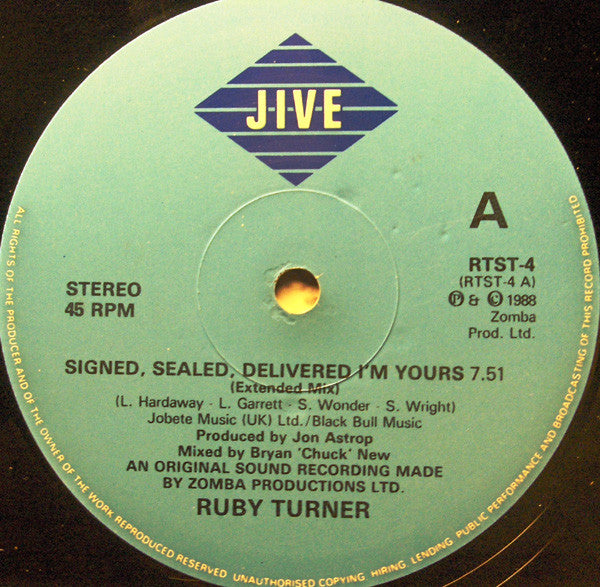 J·I·V·E
A
STEREO
45 RPM
RTST-4
(RTST-4 A)
℗ & © 1988
Zomba
Prod. Ltd.
SIGNED, SEALED, DELIVERED I'M YOURS 7.51
(Extended Mix)
(L. Hardaway · L. Garrett · S. Wonder · S. Wright)
Jobete Music (UK) Ltd./Black Bull Music
Produced by Jon Astrop
Mixed by Bryan 'Chuck' New
AN ORIGINAL SOUND RECORDING MADE
BY ZOMBA PRODUCTIONS LTD.
RUBY TURNER
ALL RIGHTS OF THE PRODUCER AND OF THE OWNER OF THE WORK REPRODUCED RESERVED. UNAUTHORISED COPYING, HIRING, LENDING, PUBLIC PERFORMANCE AND BROADCASTING OF THIS RECORD PROHIBITED